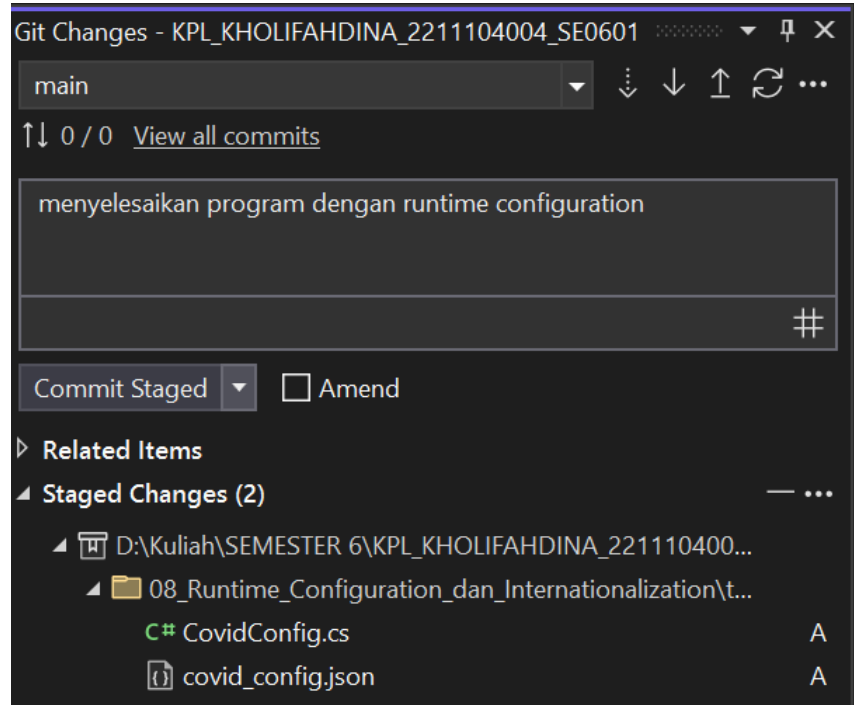 Git Changes - KPL_KHOLIFAHDINA_2211104004_SE0601
main
0 / 0 View all commits
menyelesaikan program dengan runtime configuration
Commit Staged Amend
Related Items
Staged Changes (2)
D:\Kuliah\SEMESTER 6\KPL_KHOLIFAHDINA_221110400...
08_Runtime_Configuration_dan_Internationalization\t...
C# CovidConfig.cs A
covid_config.json A